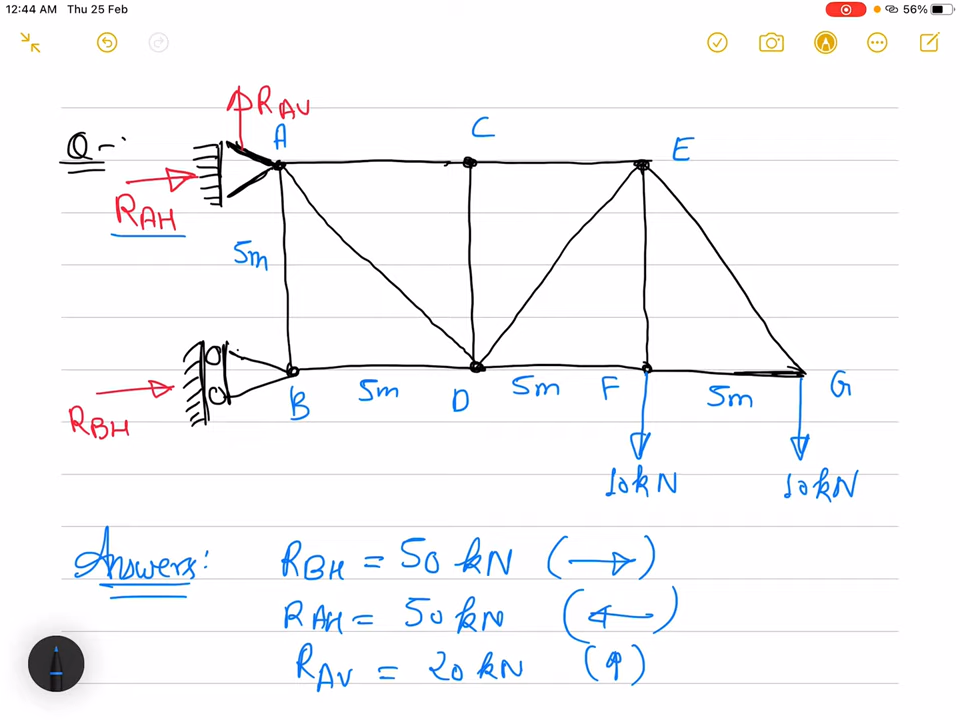 12:44 AM Thu 25 Feb 56%
RAV
A C E
Q-:
RAH
5m
RBH
B 5m D 5m F 5m G
10kN 10kN
Answers:
RBH = 50 kN (→)
RAH = 50 kN (←)
RAV = 20 kN (↑)